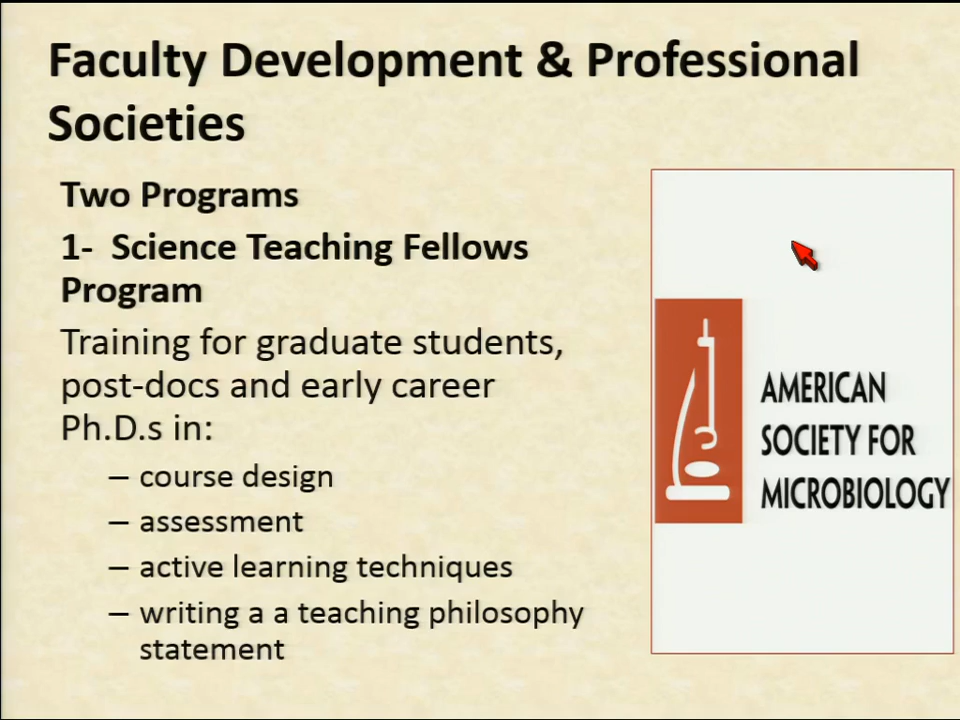 Faculty Development & Professional
Societies
Two Programs
1- Science Teaching Fellows
Program
Training for graduate students,
post-docs and early career
Ph.D.s in:
– course design
– assessment
– active learning techniques
– writing a a teaching philosophy
statement
AMERICAN
SOCIETY FOR
MICROBIOLOGY